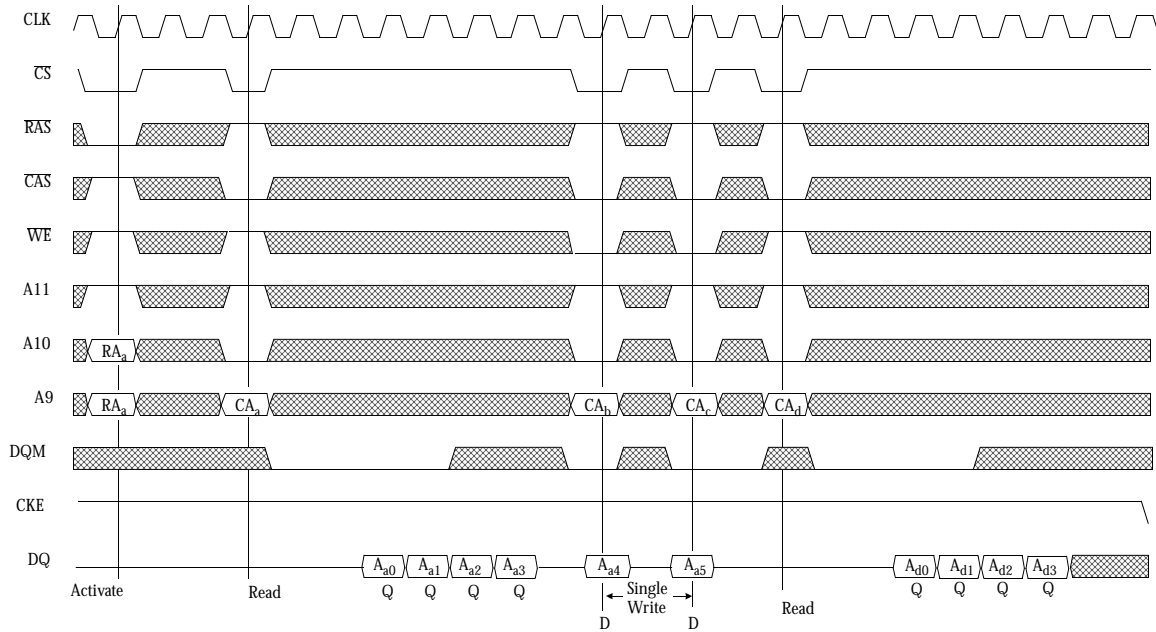 CLK
CS
RAS
CAS
WE
A11
A10 RAa
A9 RAa CAa CAb CAc CAd
DQM
CKE
DQ Aa0 Aa1 Aa2 Aa3 Aa4 Aa5 Ad0 Ad1 Ad2 Ad3
Activate Read Q Q Q Q Single Write Read Q Q Q Q
D D